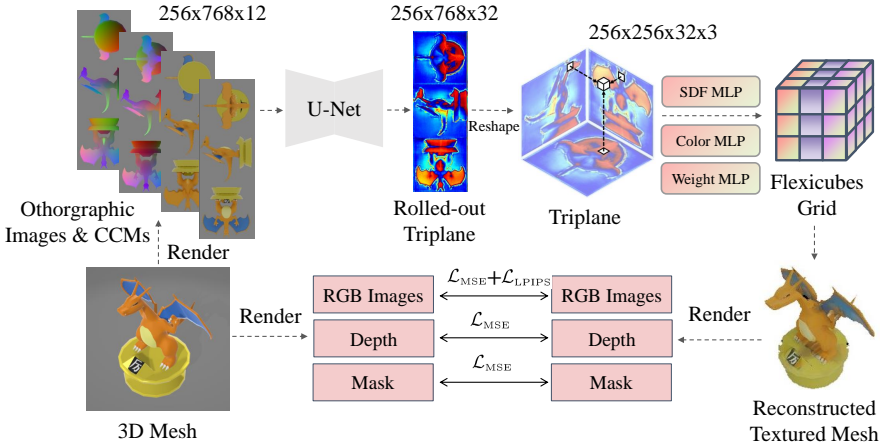 256x768x12
256x768x32
256x256x32x3
U-Net
Reshape
SDF MLP
Color MLP
Weight MLP
Othorgraphic
Images & CCMs
Rolled-out
Triplane
Triplane
Flexicubes
Grid
Render
RGB Images
ℒMSE+ℒLPIPS
RGB Images
Render
Depth
ℒMSE
Depth
Render
Mask
ℒMSE
Mask
3D Mesh
Reconstructed
Textured Mesh